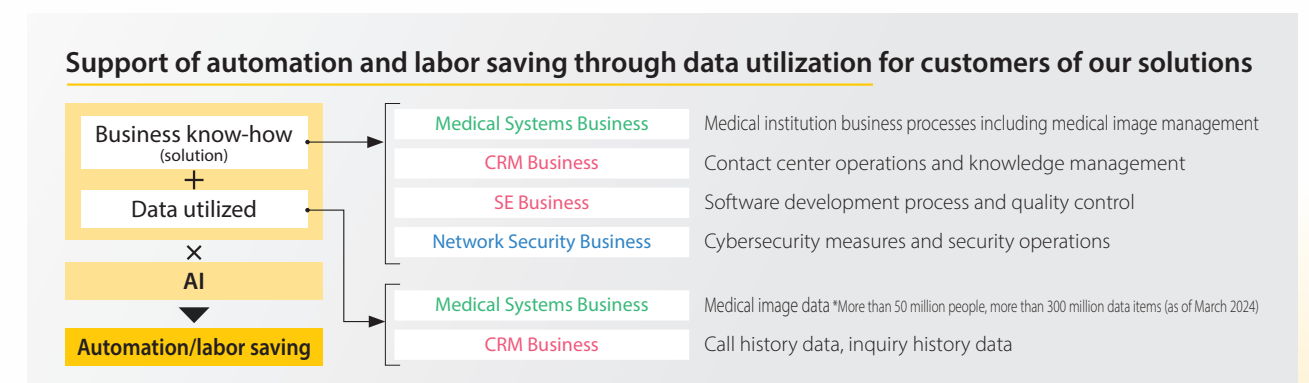 Support of automation and labor saving through data utilization for customers of our solutions
Business know-how
(solution)
+
Data utilized
×
AI
Automation/labor saving
Medical Systems Business Medical institution business processes including medical image management
CRM Business Contact center operations and knowledge management
SE Business Software development process and quality control
Network Security Business Cybersecurity measures and security operations
Medical Systems Business Medical image data *More than 50 million people, more than 300 million data items (as of March 2024)
CRM Business Call history data, inquiry history data